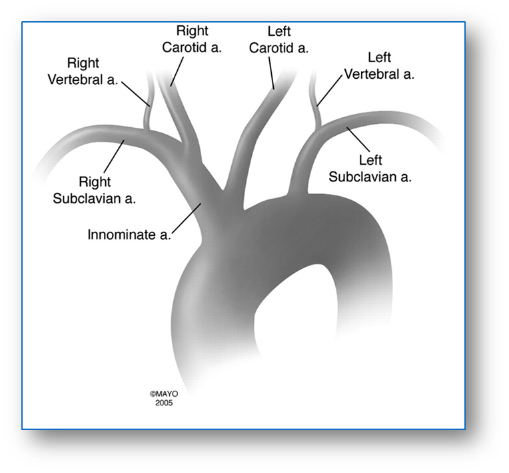 Right
Carotid a.
Left
Carotid a.
Right
Vertebral a.
Left
Vertebral a.
Right
Subclavian a.
Left
Subclavian a.
Innominate a.
©MAYO
2005